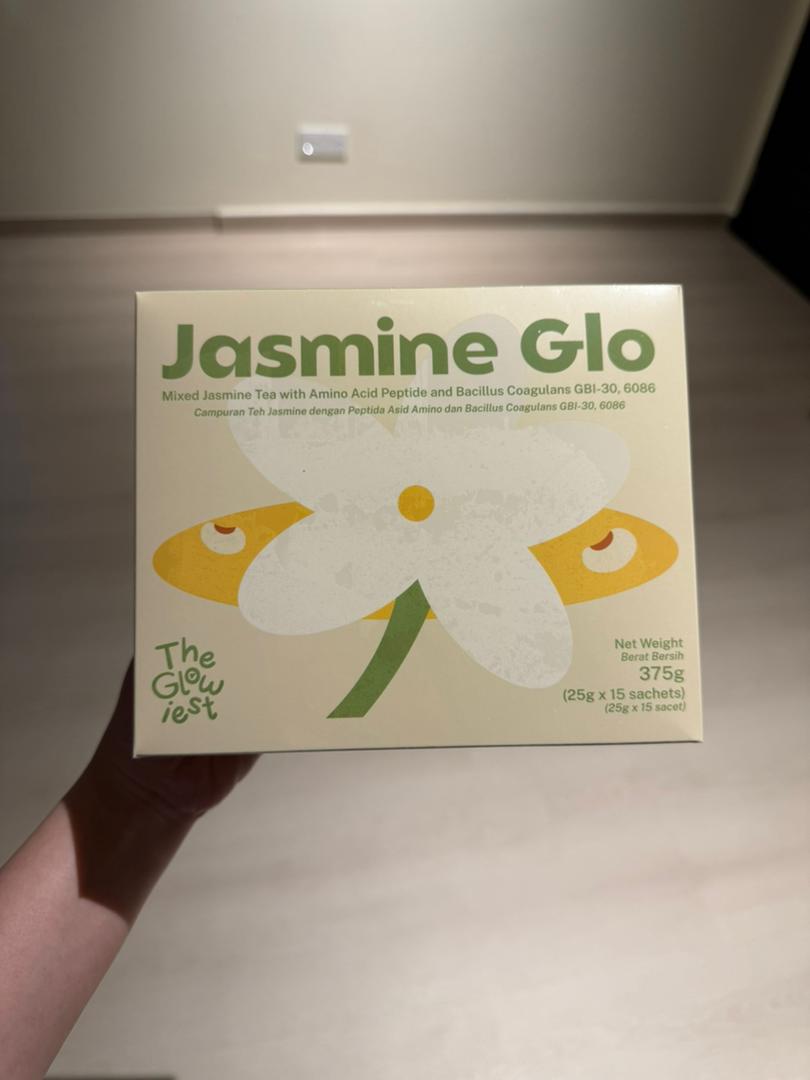 Jasmine Glo
Mixed Jasmine Tea with Amino Acid Peptide and Bacillus Coagulans GBI-30, 6086
Campuran Teh Jasmine dengan Peptida Asid Amino dan Bacillus Coagulans GBI-30, 6086
The
Glow
iest
Net Weight
Berat Bersih
375g
(25g x 15 sachets)
(25g x 15 sacet)